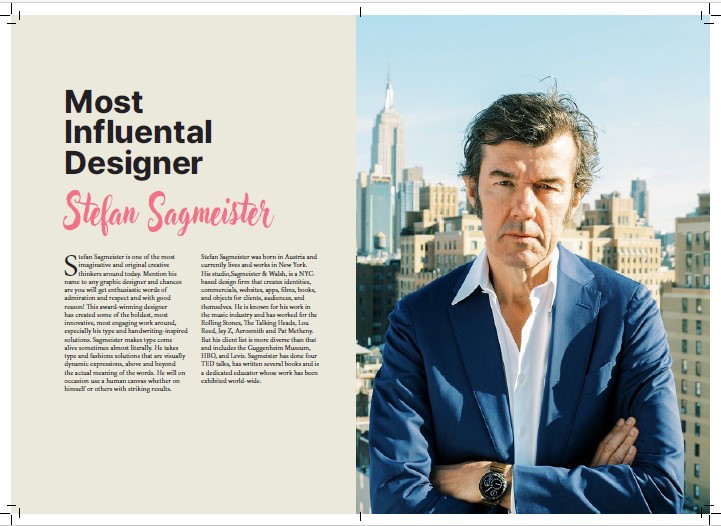 Most
Influental
Designer
Stefan Sagmeister
Stefan Sagmeister is one of the most
imaginative and original creative
thinkers around today. Mention his
name to any graphic designer and chances
are you will get enthusiastic words of
admiration and respect and with good
reason! This award-winning designer
has created some of the boldest, most
innovative, most engaging work around,
especially his type and handwriting-inspired
solutions. Sagmeister makes type come
alive sometimes almost literally. He takes
type and fashions solutions that are visually
dynamic expressions, above and beyond
the actual meaning of the words. He will on
occasion use a human canvas whether on
himself or others with striking results.
Stefan Sagmeister was born in Austria and
currently lives and works in New York.
His studio,Sagmeister & Walsh, is a NYC-
based design firm that creates identities,
commercials, websites, apps, films, books,
and objects for clients, audiences, and
themselves. He is known for his work in
the music industry and has worked for the
Rolling Stones, The Talking Heads, Lou
Reed, Jay Z, Aerosmith and Pat Metheny.
But his client list is more diverse than that
and includes the Guggenheim Museum,
HBO, and Levis. Sagmeister has done four
TED talks, has written several books and is
a dedicated educator whose work has been
exhibited world-wide.